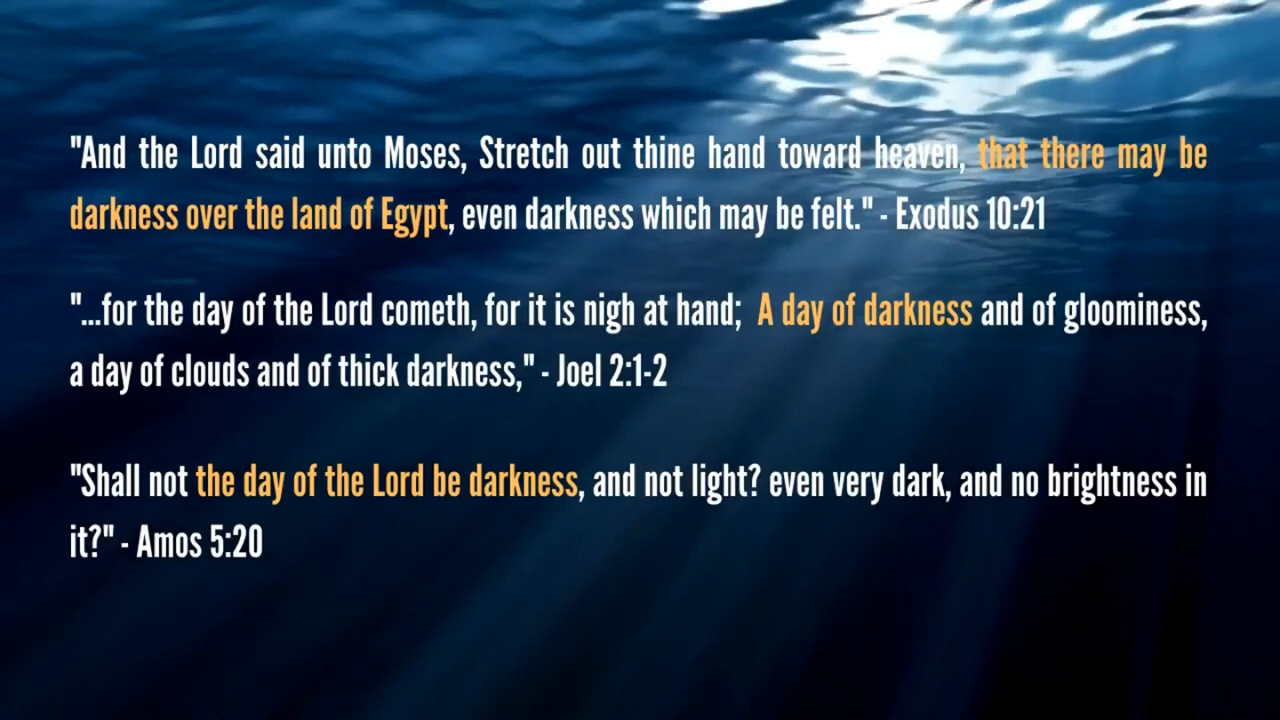 "And the Lord said unto Moses, Stretch out thine hand toward heaven, that there may be
darkness over the land of Egypt, even darkness which may be felt." - Exodus 10:21
"...for the day of the Lord cometh, for it is nigh at hand;  A day of darkness and of gloominess,
a day of clouds and of thick darkness," - Joel 2:1-2
"Shall not the day of the Lord be darkness, and not light? even very dark, and no brightness in
it?" - Amos 5:20